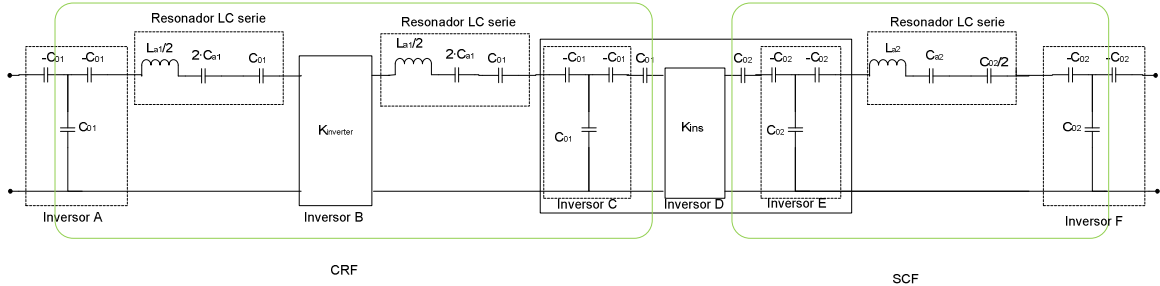 Resonador LC serie
Resonador LC serie
Resonador LC serie
-C01
-C01
La1/2
2·Ca1
C01
La1/2
2·Ca1
C01
-C01
-C01
C01
C02
-C02
-C02
La2
Ca2
C02/2
-C02
-C02
C01
Kinverter
C01
Kins
C02
C02
Inversor A
Inversor B
Inversor C
Inversor D
Inversor E
Inversor F
CRF
SCF